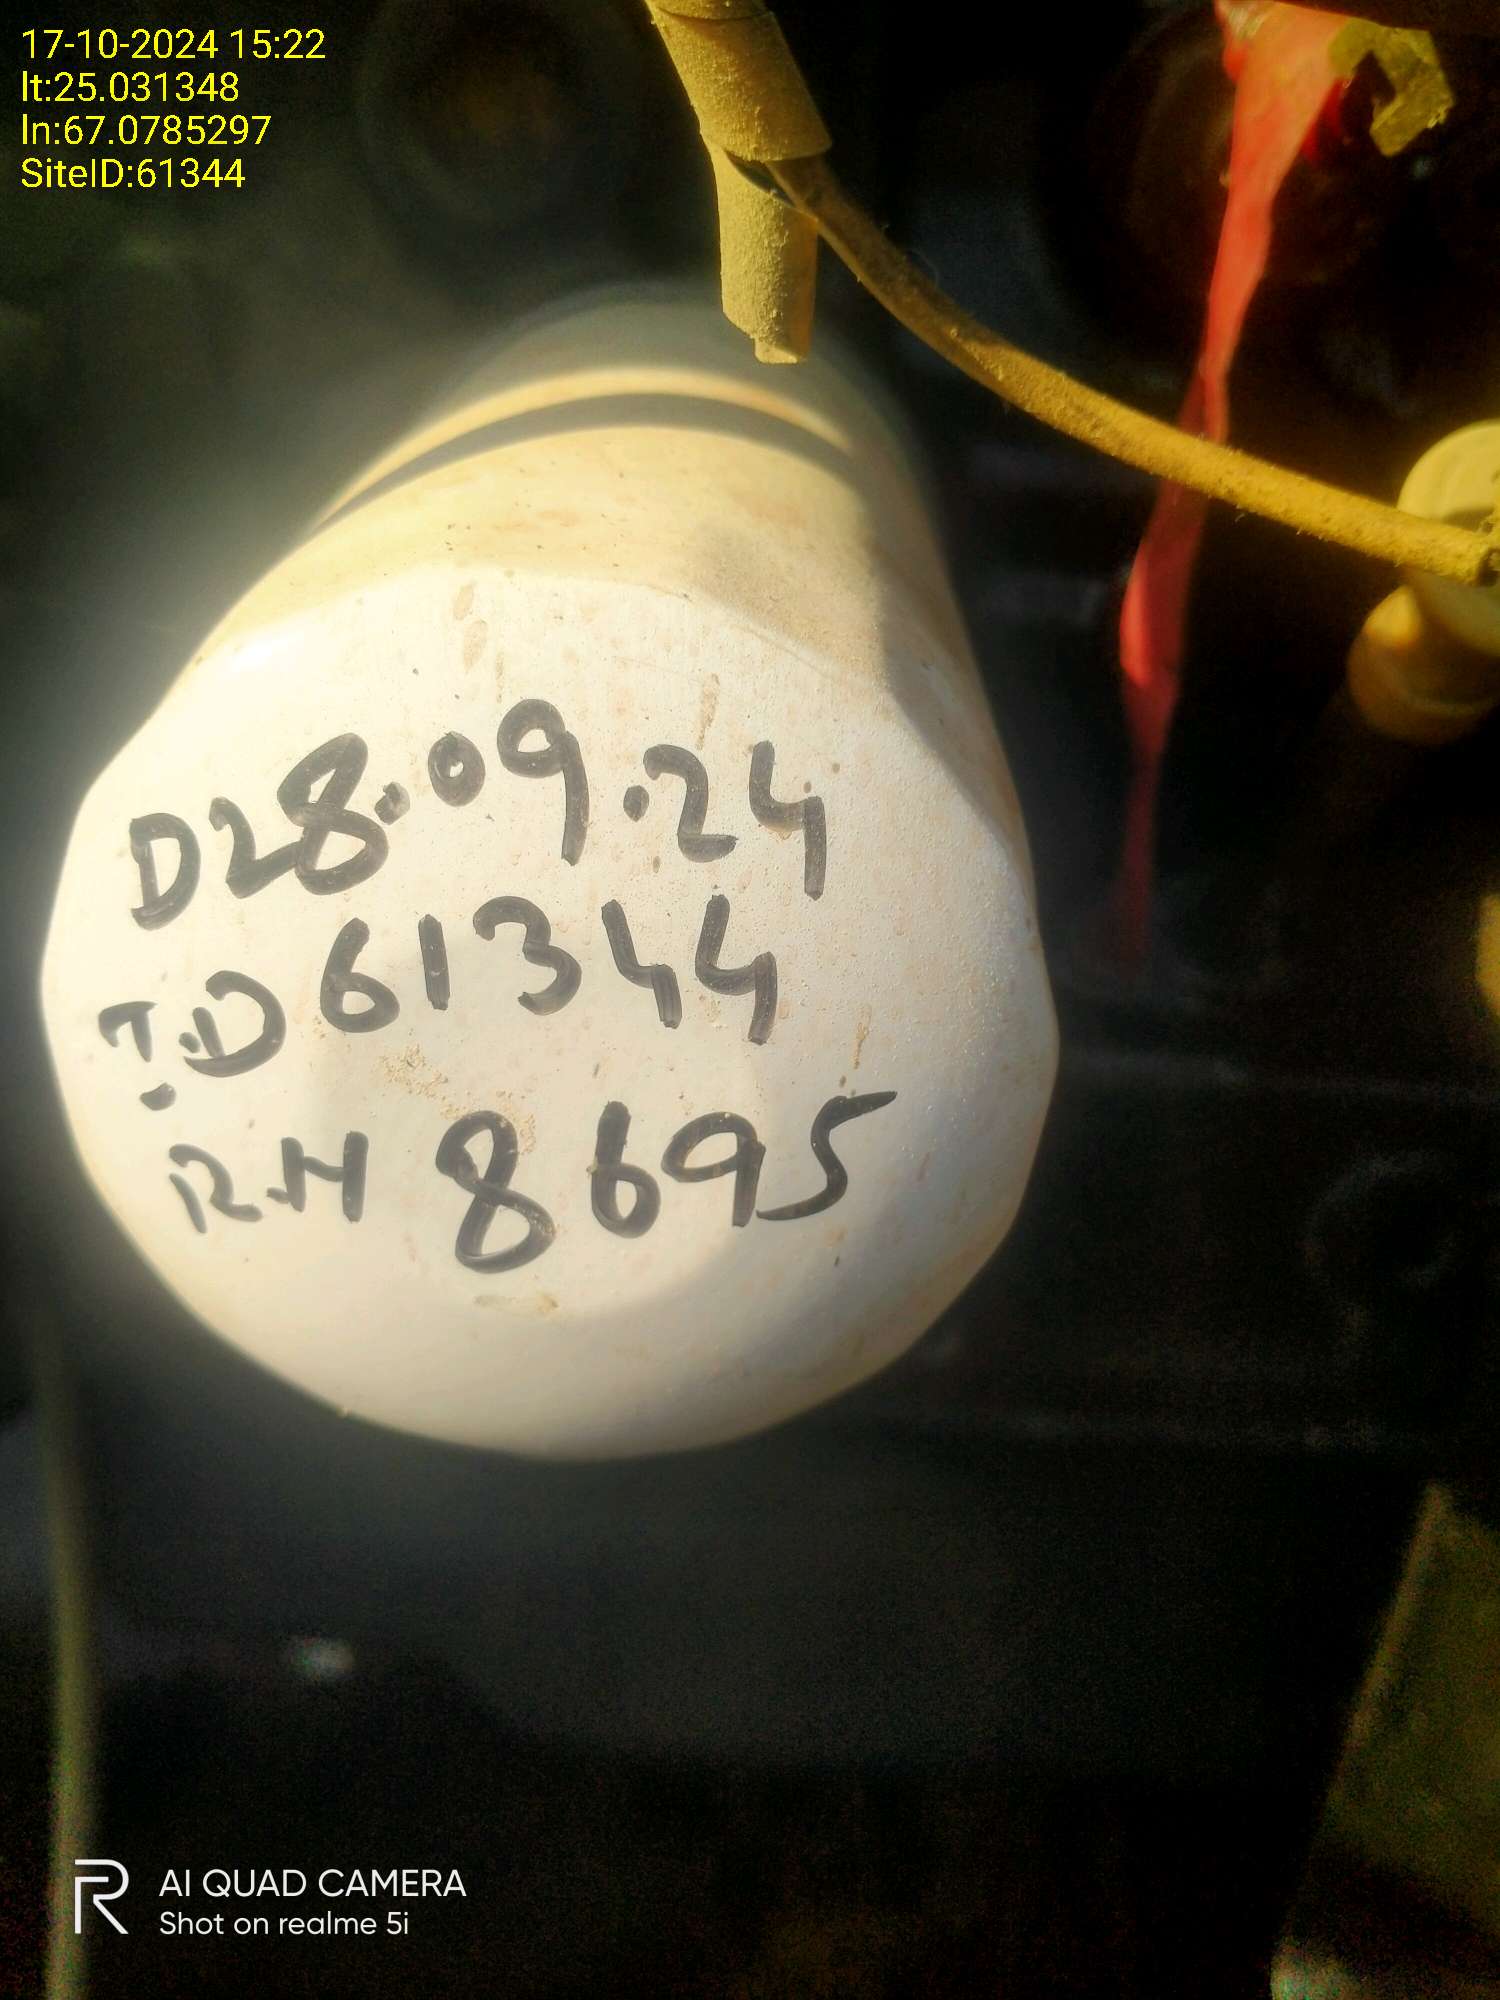 17-10-2024 15:22
lt:25.031348
ln:67.0785297
SiteID:61344
D28.09.24
I.D 61344
R.H 8695
AI QUAD CAMERA
Shot on realme 5i